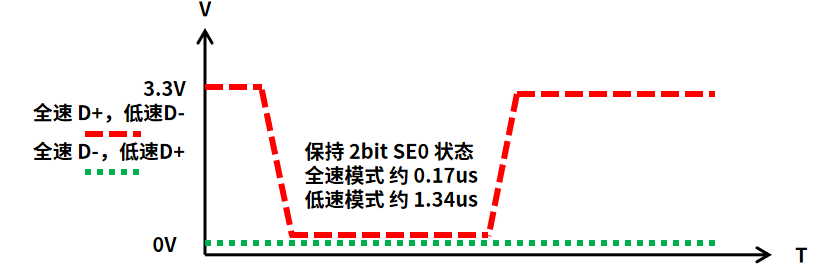 V
3.3V
全速 D+，低速D-
全速 D-，低速D+
保持 2bit SE0 状态
全速模式 约 0.17us
低速模式 约 1.34us
0V
T